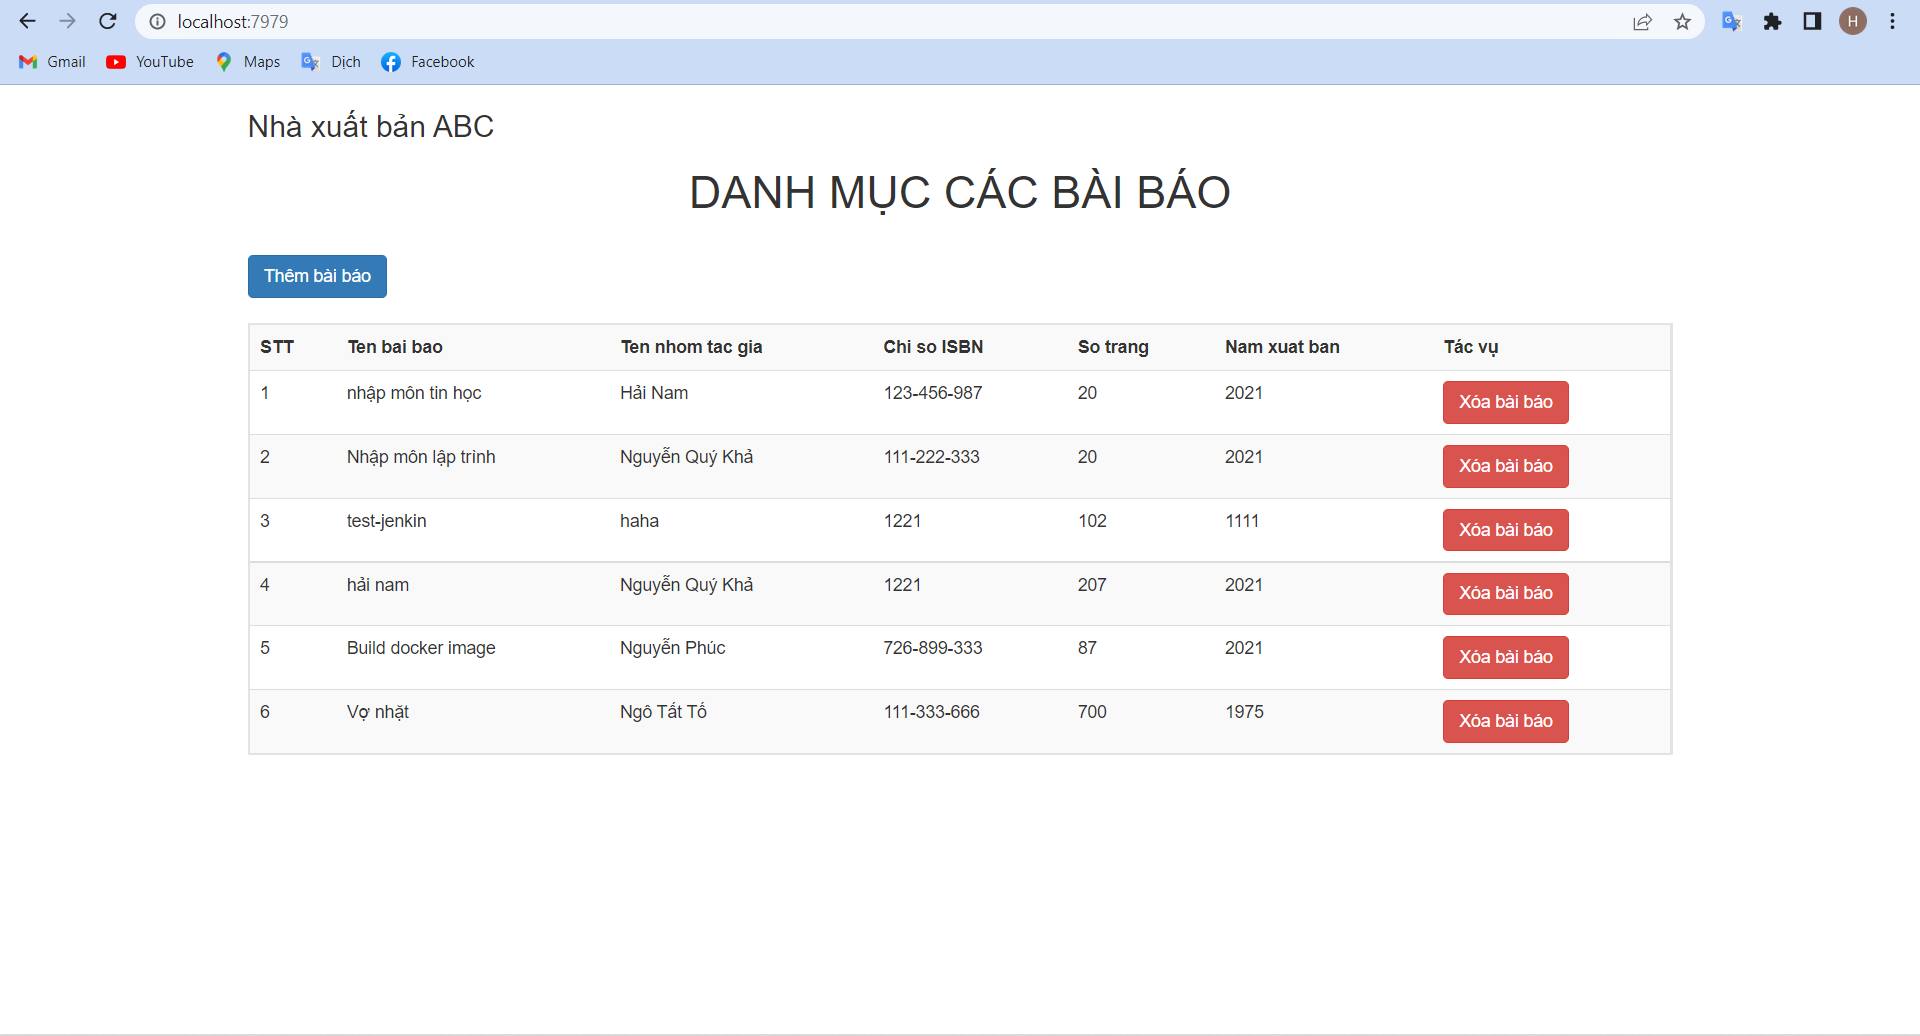 localhost:7979
H
Gmail YouTube Maps Dịch Facebook
Nhà xuất bản ABC
DANH MỤC CÁC BÀI BÁO
Thêm bài báo
STT Ten bai bao Ten nhom tac gia Chi so ISBN So trang Nam xuat ban Tác vụ
1 nhập môn tin học Hải Nam 123-456-987 20 2021 Xóa bài báo
2 Nhập môn lập trình Nguyễn Quý Khả 111-222-333 20 2021 Xóa bài báo
3 test-jenkin haha 1221 102 1111 Xóa bài báo
4 hải nam Nguyễn Quý Khả 1221 207 2021 Xóa bài báo
5 Build docker image Nguyễn Phúc 726-899-333 87 2021 Xóa bài báo
6 Vợ nhặt Ngô Tất Tố 111-333-666 700 1975 Xóa bài báo